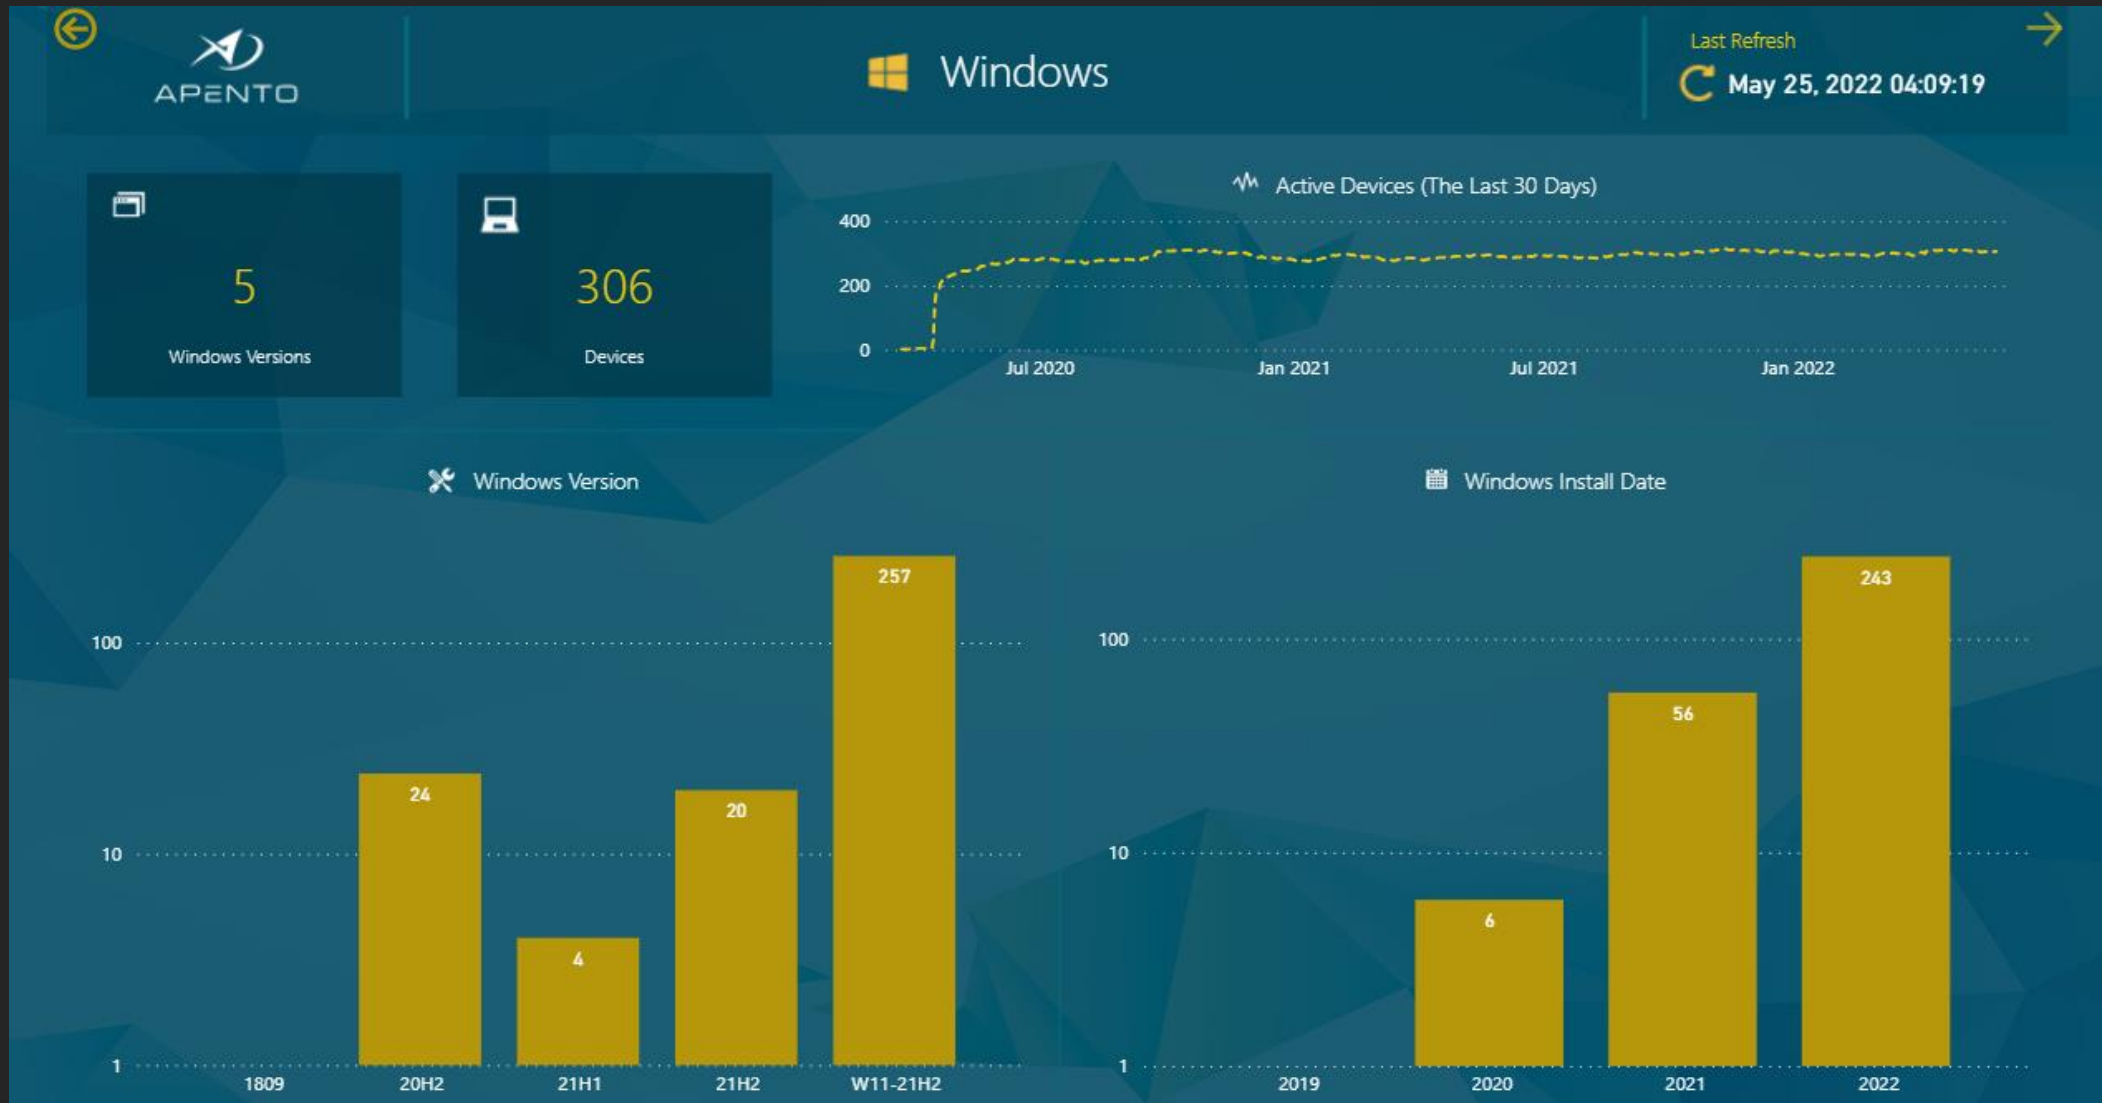 APENTO
Windows
Last Refresh
May 25, 2022 04:09:19
5
Windows Versions
306
Devices
Active Devices (The Last 30 Days)
400
200
0
Jul 2020
Jan 2021
Jul 2021
Jan 2022
Windows Version
257
24
20
4
100
10
1
1809
20H2
21H1
21H2
W11-21H2
Windows Install Date
243
56
6
100
10
1
2019
2020
2021
2022